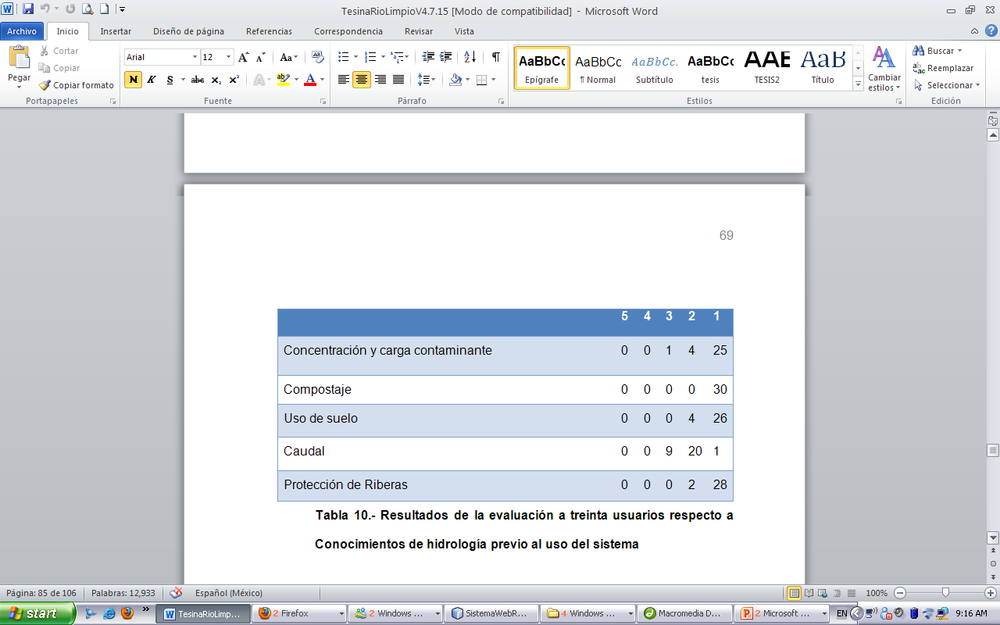 TesinaRioLimpioV4.7.15 [Modo de compatibilidad] - Microsoft Word
Archivo Inicio Insertar Diseño de página Referencias Correspondencia Revisar Vista
Pegar
Cortar
Copiar
Copiar formato
Portapapeles
Arial 12
N K S abc x₂ x²
Fuente
Párrafo
AaBbCc AaBbCc AaBbCc. AaBbCc AAE AaB
Epígrafe ¶ Normal Subtítulo tesis TESIS2 Título
Estilos
Cambiar estilos
Buscar
Reemplazar
Seleccionar
Edición
69
5 4 3 2 1
Concentración y carga contaminante 0 0 1 4 25
Compostaje 0 0 0 0 30
Uso de suelo 0 0 0 4 26
Caudal 0 0 9 20 1
Protección de Riberas 0 0 0 2 28
Tabla 10.- Resultados de la evaluación a treinta usuarios respecto a
Conocimientos de hidrología previo al uso del sistema
Página: 85 de 106 Palabras: 12,933 Español (México) 100%
start TesinaRioLimp... 2 Firefox 2 Windows ... SistemaWebR... 4 Windows ... Macromedia D... 2 Microsoft ... EN 9:16 AM